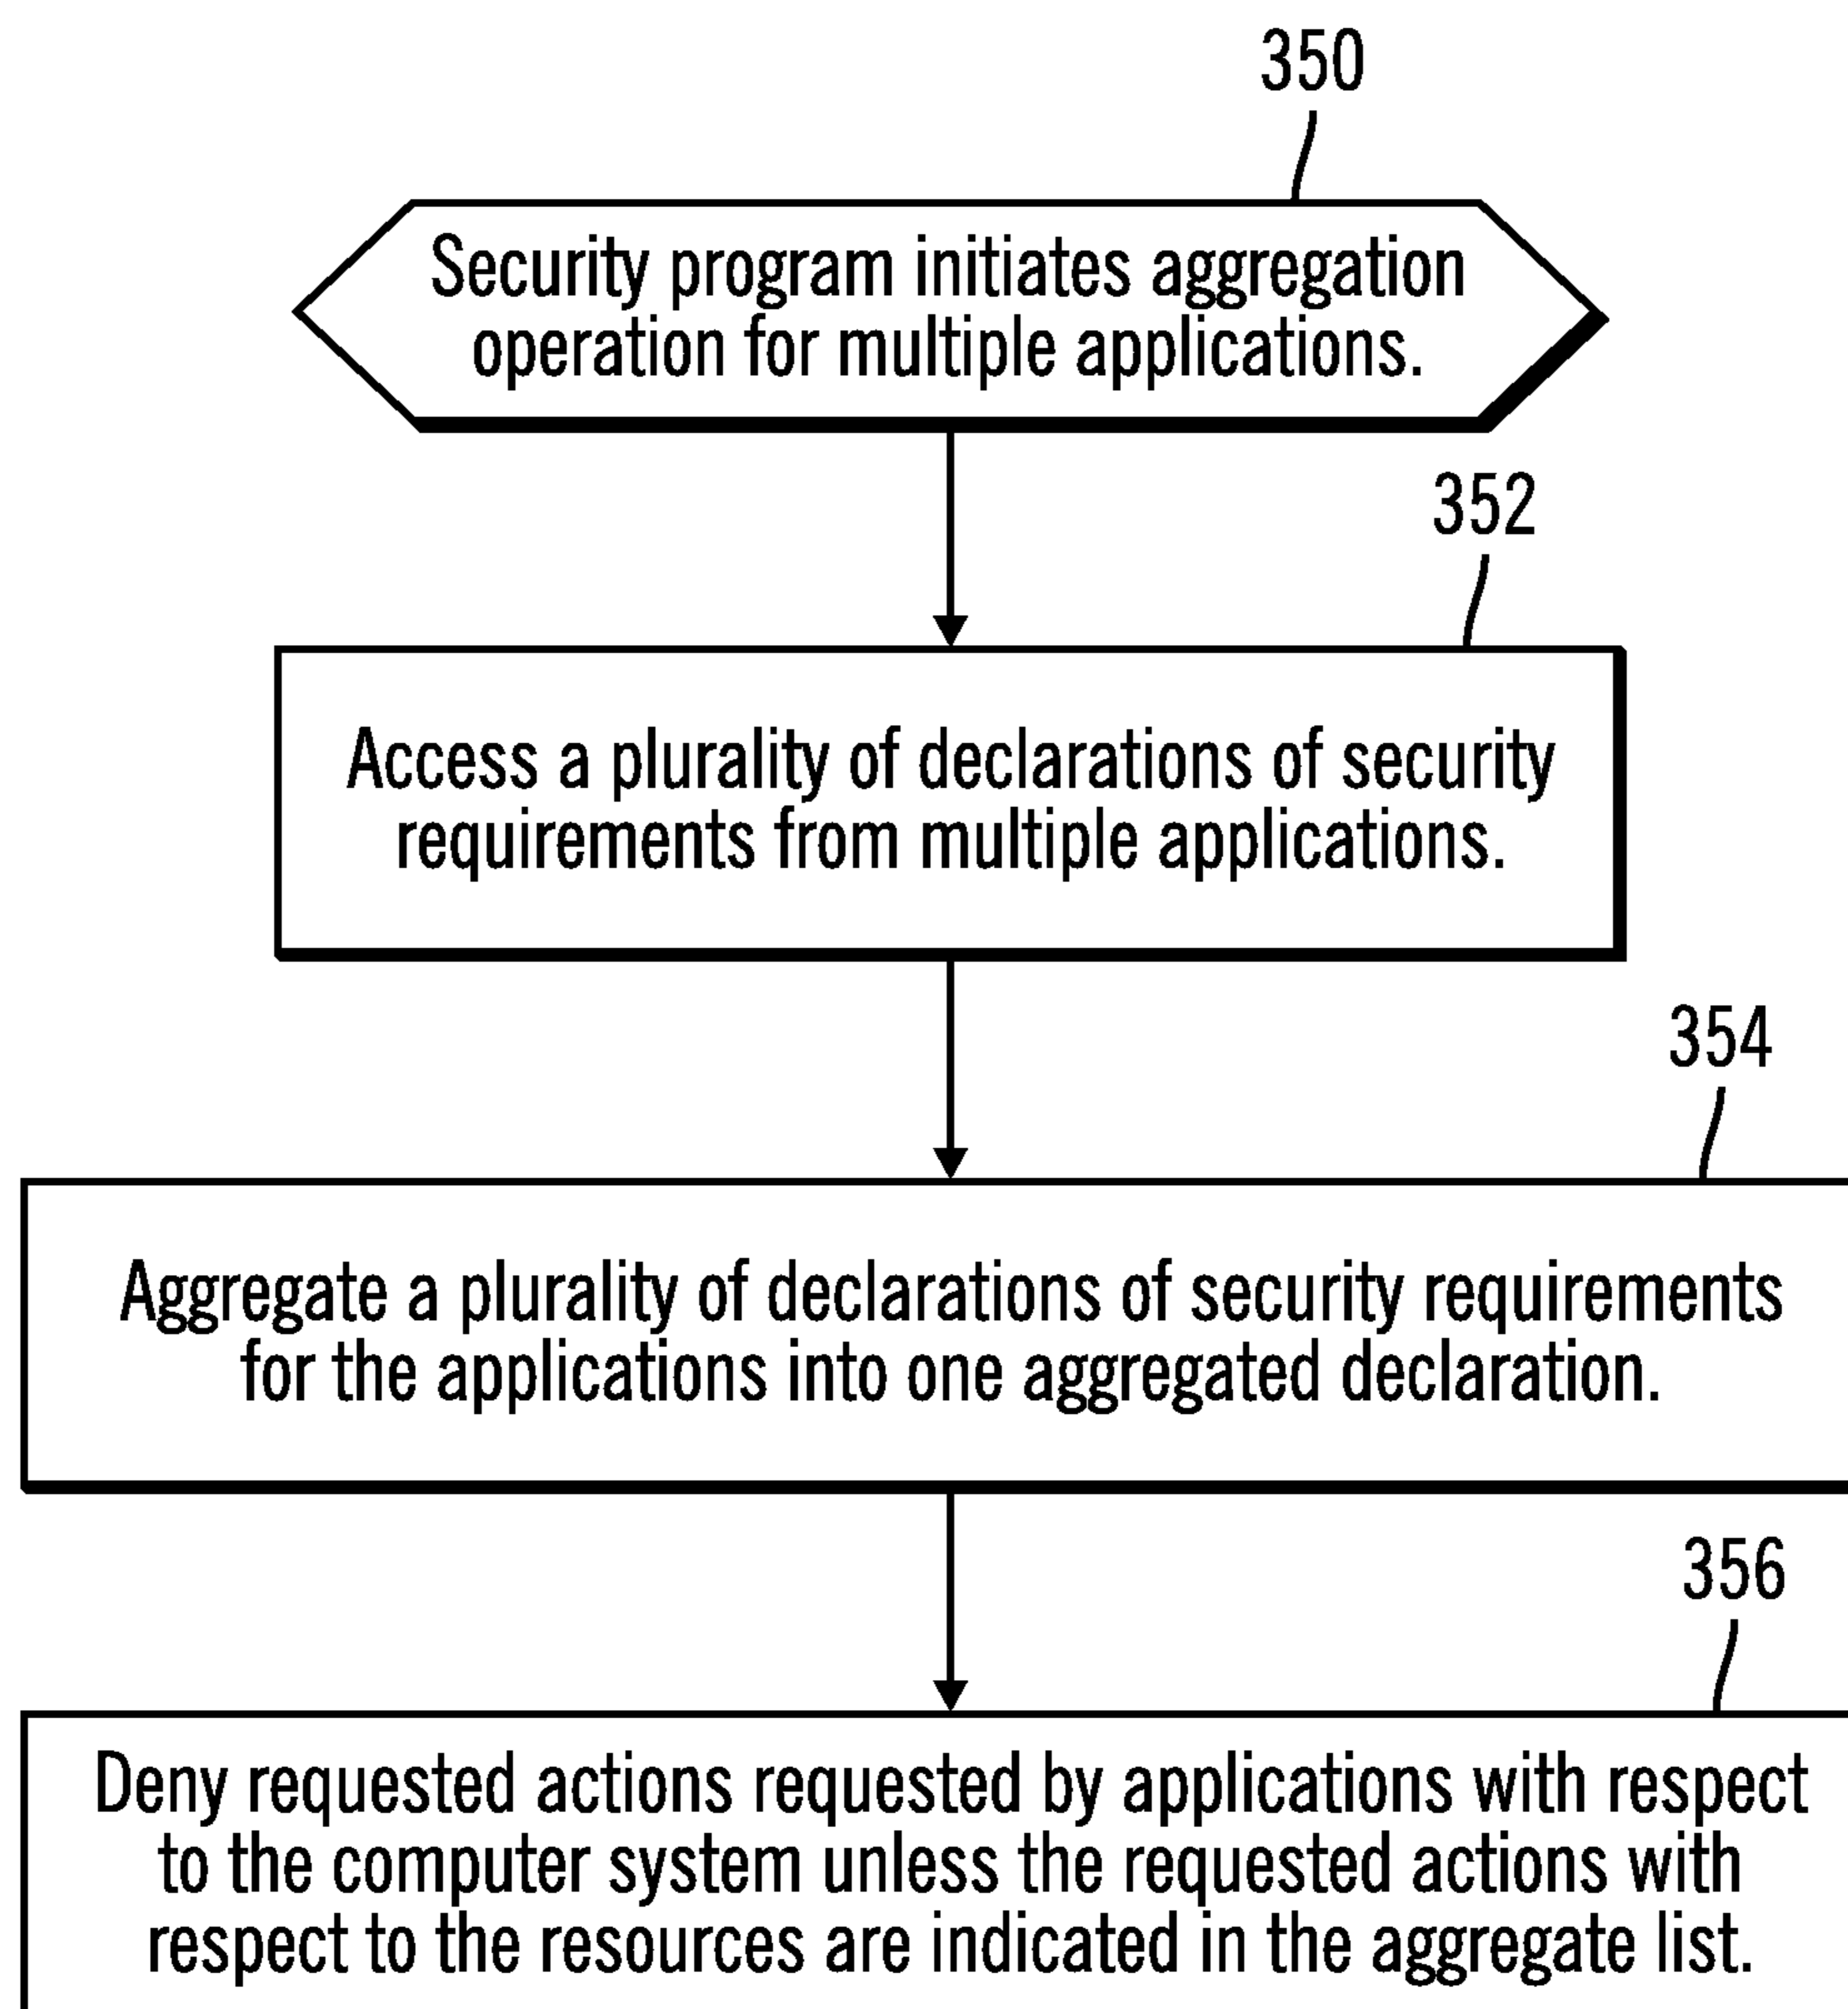 350
Security program initiates aggregation
operation for multiple applications.
352
Access a plurality of declarations of security
requirements from multiple applications.
354
Aggregate a plurality of declarations of security requirements
for the applications into one aggregated declaration.
356
Deny requested actions requested by applications with respect
to the computer system unless the requested actions with
respect to the resources are indicated in the aggregate list.